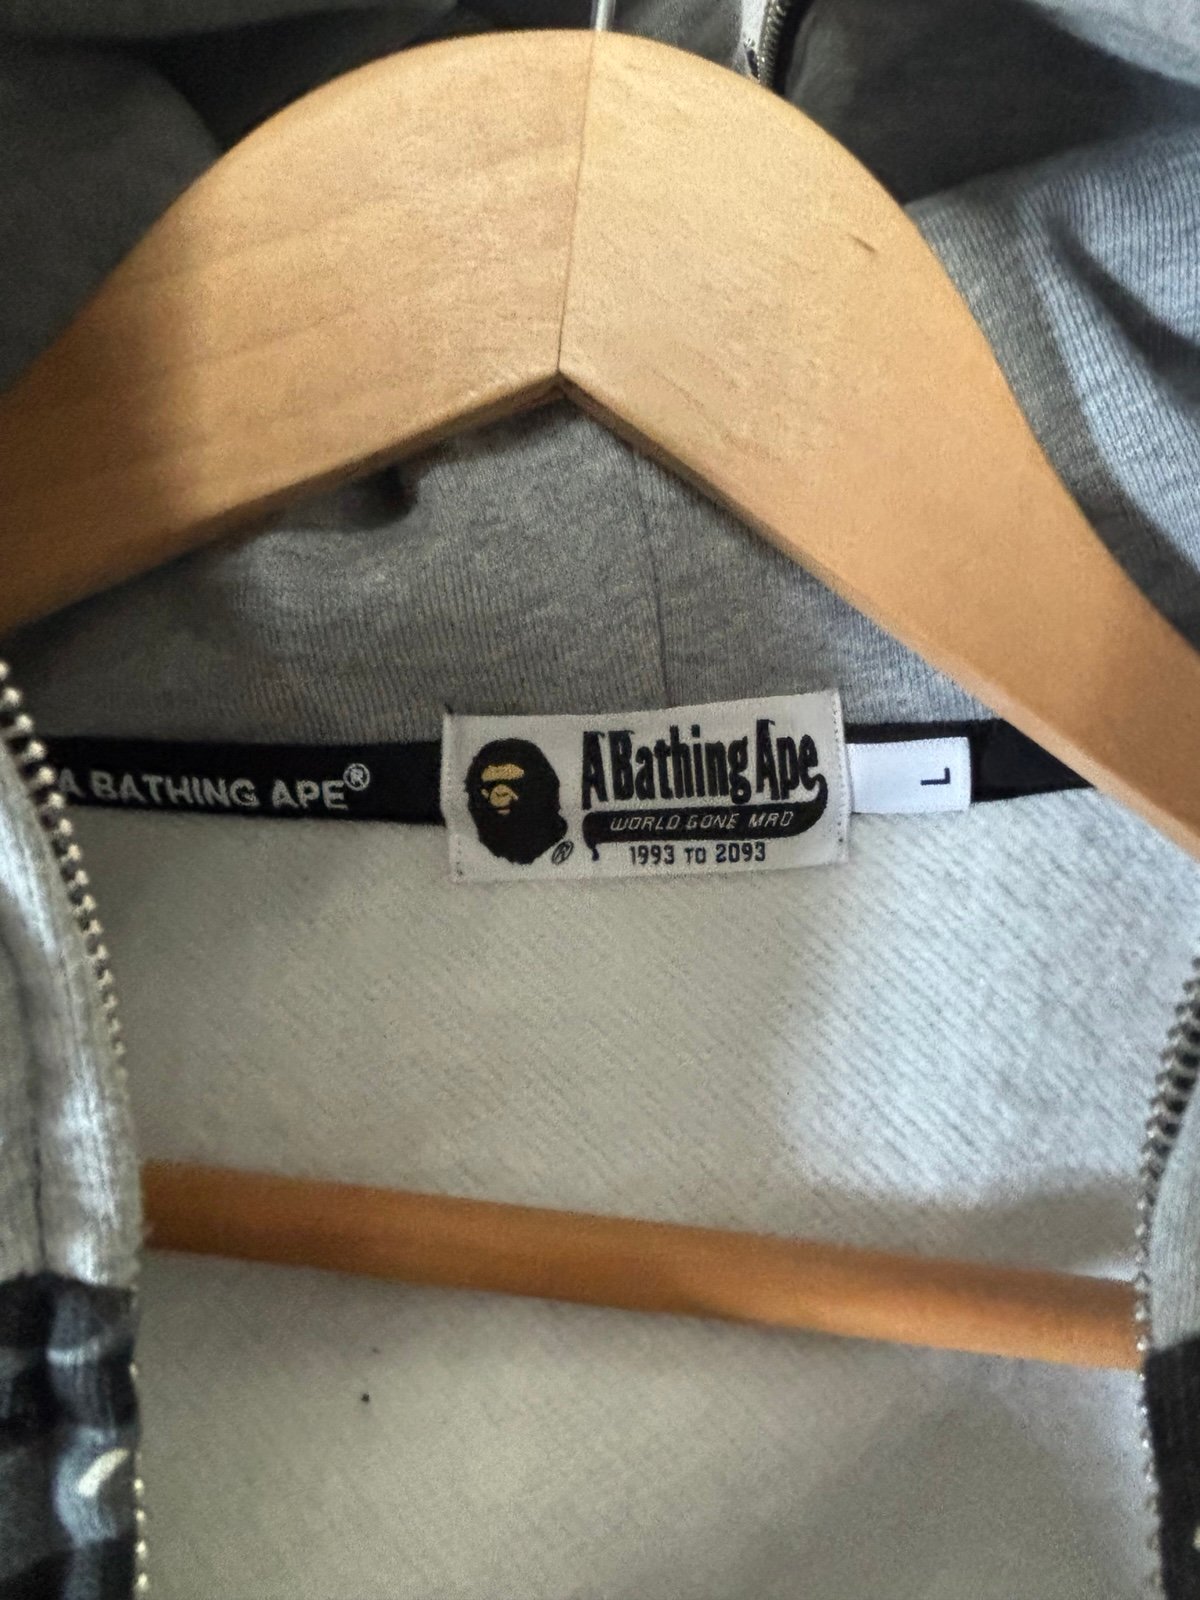 A BATHING APE®
A Bathing Ape
WORLD GONE MAD
1993 TO 2093
®
L